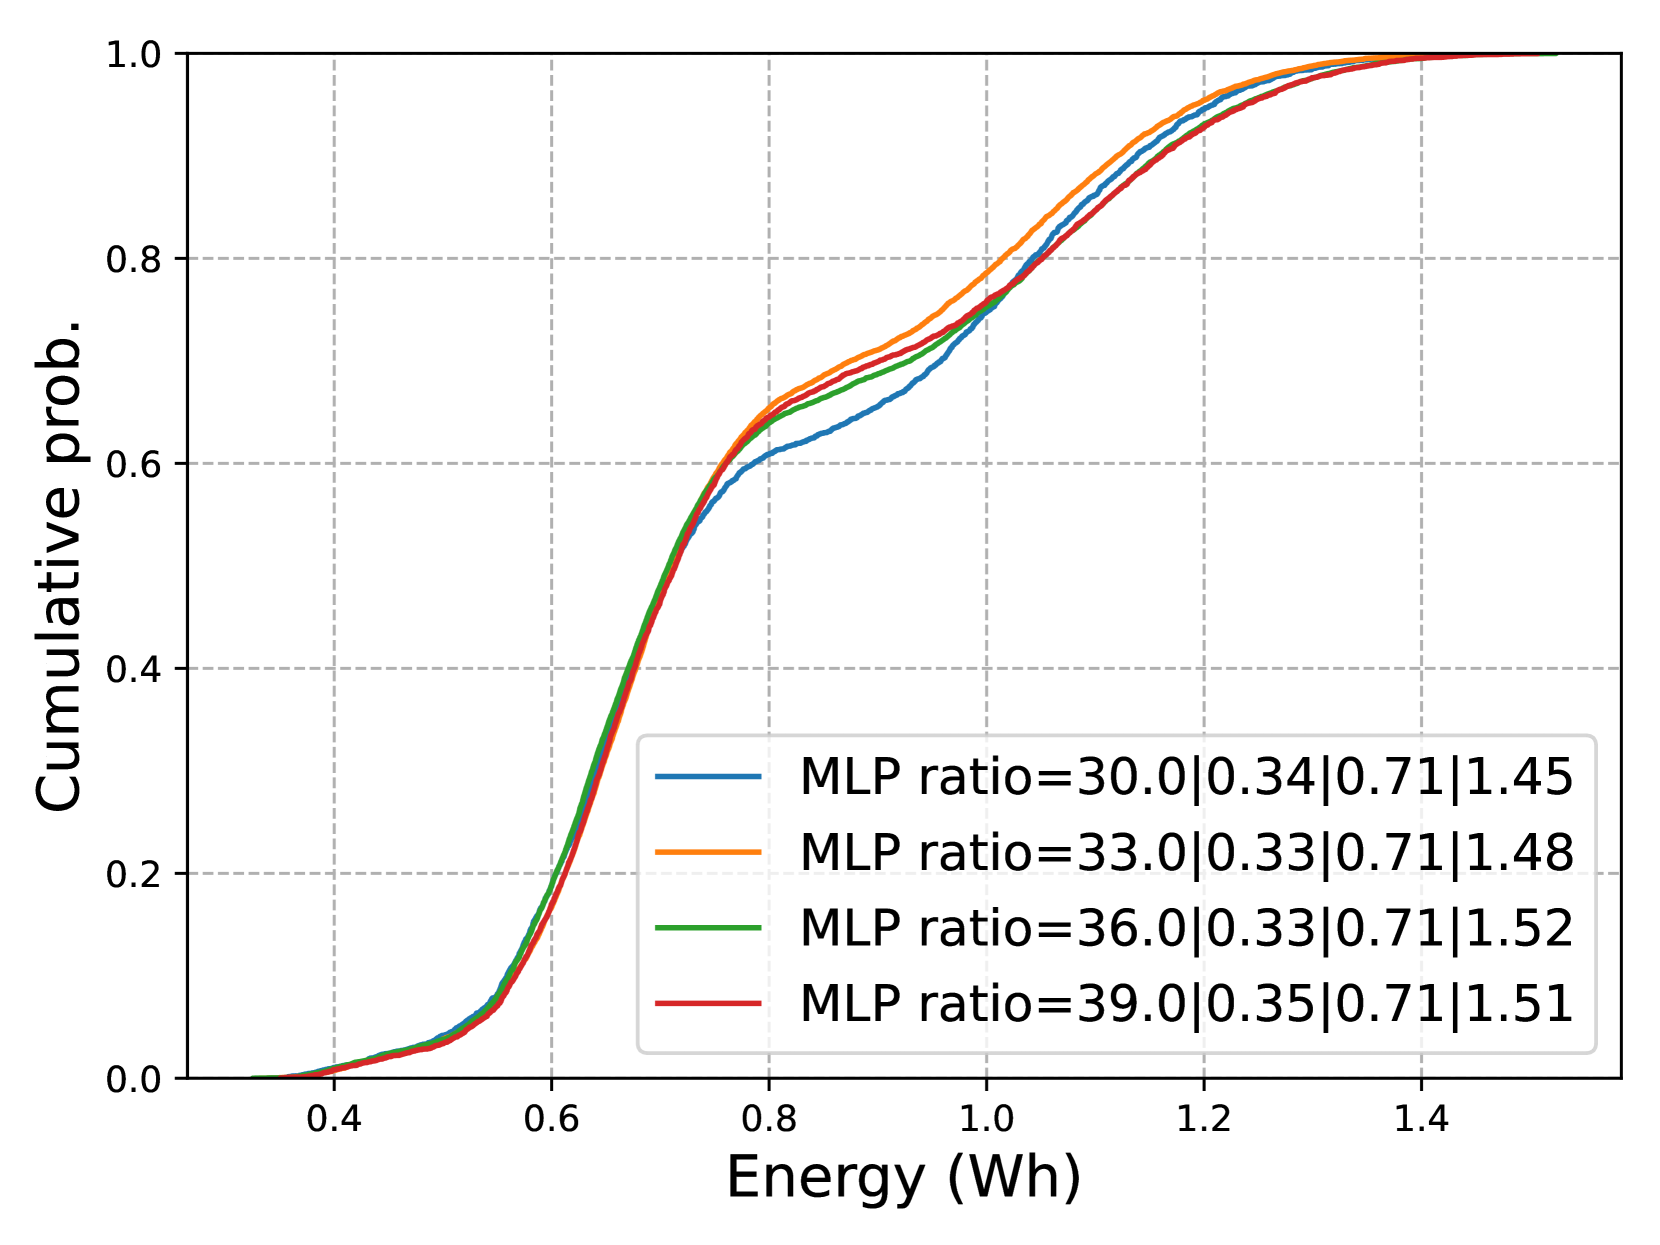 Cumulative prob.
1.0
0.8
0.6
0.4
0.2
0.0
MLP ratio=30.0|0.34|0.71|1.45
MLP ratio=33.0|0.33|0.71|1.48
MLP ratio=36.0|0.33|0.71|1.52
MLP ratio=39.0|0.35|0.71|1.51
0.4 0.6 0.8 1.0 1.2 1.4
Energy (Wh)